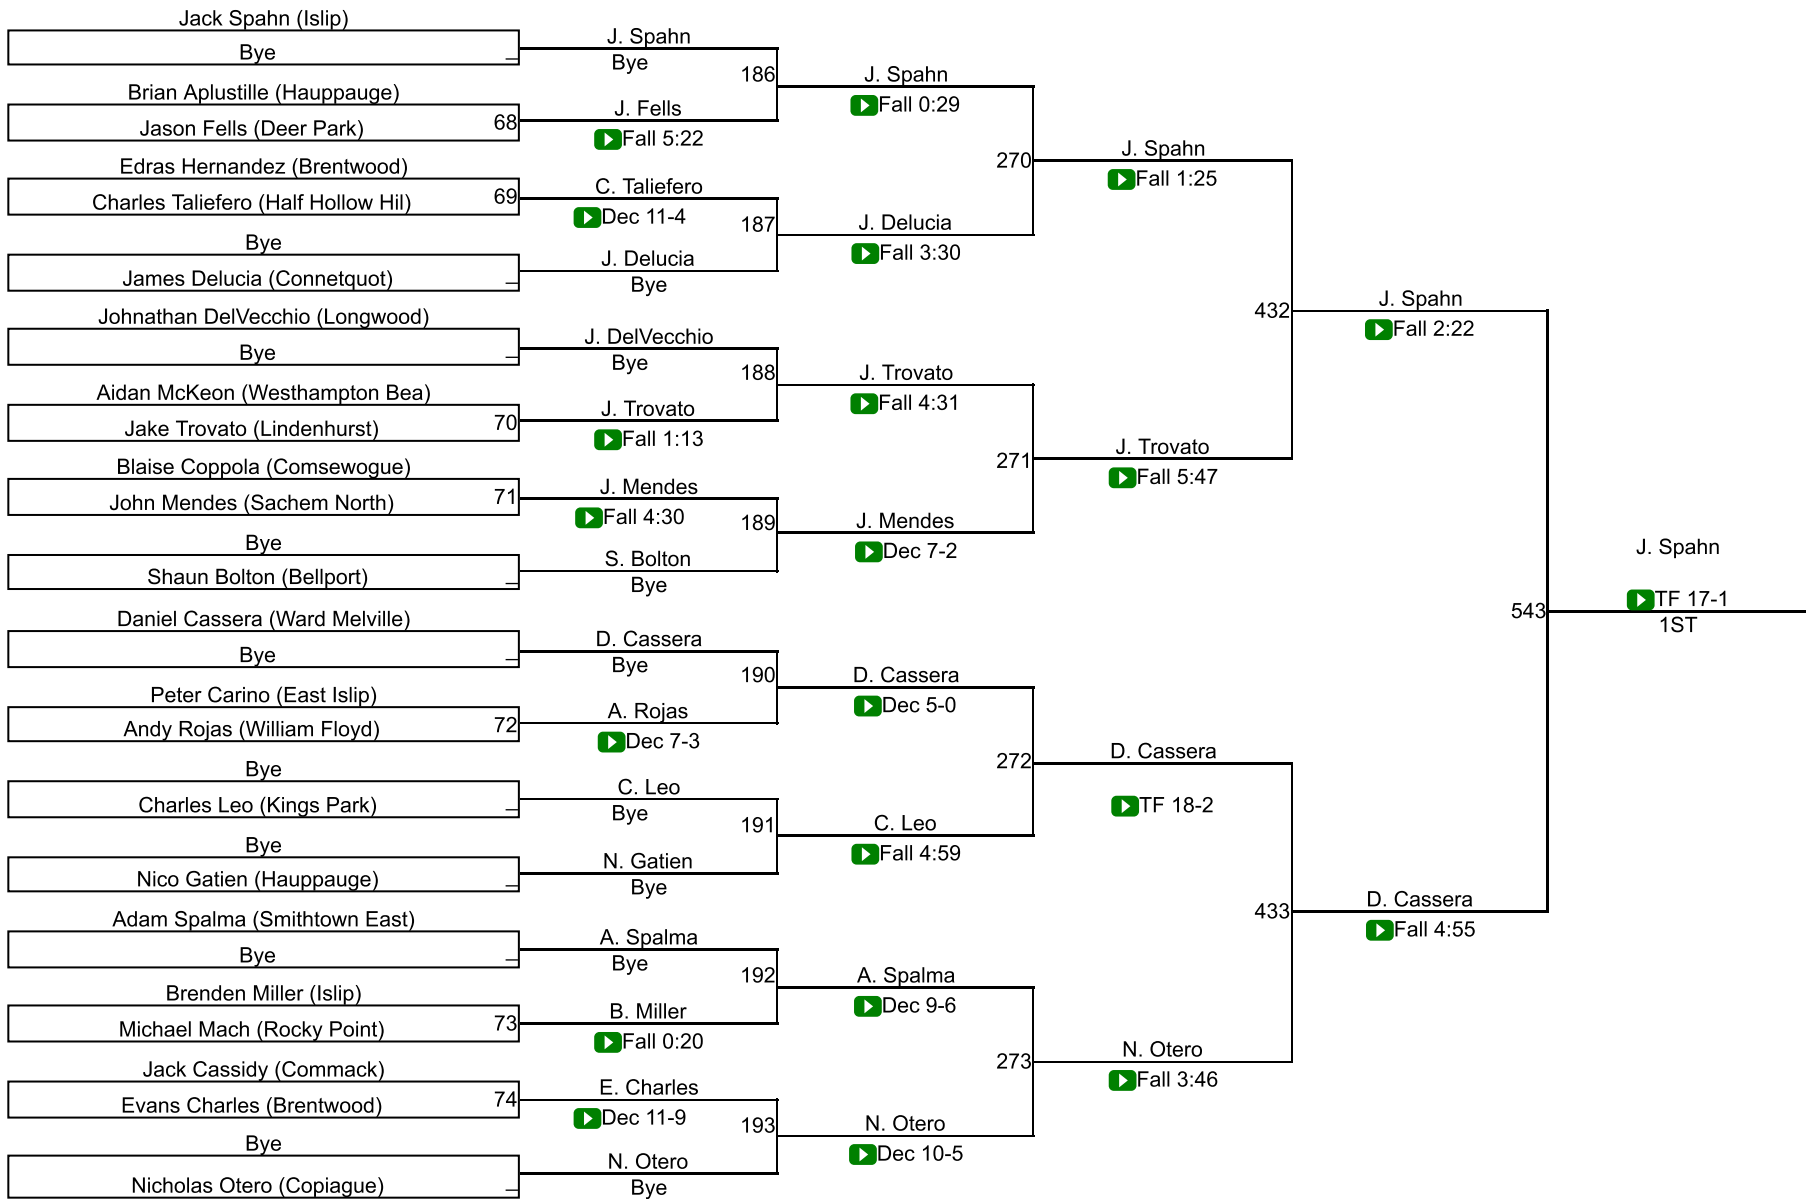 Jack Spahn (Islip)
Bye _
Brian Aplustille (Hauppauge)
Jason Fells (Deer Park) 68
Edras Hernandez (Brentwood)
Charles Taliefero (Half Hollow Hil) 69
Bye
James Delucia (Connetquot) _
Johnathan DelVecchio (Longwood)
Bye _
Aidan McKeon (Westhampton Bea)
Jake Trovato (Lindenhurst) 70
Blaise Coppola (Comsewogue)
John Mendes (Sachem North) 71
Bye
Shaun Bolton (Bellport) _
Daniel Cassera (Ward Melville)
Bye _
Peter Carino (East Islip)
Andy Rojas (William Floyd) 72
Bye
Charles Leo (Kings Park) _
Bye
Nico Gatien (Hauppauge) _
Adam Spalma (Smithtown East)
Bye _
Brenden Miller (Islip)
Michael Mach (Rocky Point) 73
Jack Cassidy (Commack)
Evans Charles (Brentwood) 74
Bye
Nicholas Otero (Copiague) _
J. Spahn
Bye
186
J. Fells
Fall 5:22
C. Taliefero
Dec 11-4
187
J. Delucia
Bye
J. DelVecchio
Bye
188
J. Trovato
Fall 1:13
J. Mendes
Fall 4:30
189
S. Bolton
Bye
D. Cassera
Bye
190
A. Rojas
Dec 7-3
C. Leo
Bye
191
N. Gatien
Bye
A. Spalma
Bye
192
B. Miller
Fall 0:20
E. Charles
Dec 11-9
193
N. Otero
Bye
J. Spahn
Fall 0:29
270
J. Delucia
Fall 3:30
J. Trovato
Fall 4:31
271
J. Mendes
Dec 7-2
D. Cassera
Dec 5-0
272
C. Leo
Fall 4:59
A. Spalma
Dec 9-6
273
N. Otero
Dec 10-5
J. Spahn
Fall 1:25
432
J. Trovato
Fall 5:47
D. Cassera
TF 18-2
433
N. Otero
Fall 3:46
J. Spahn
Fall 2:22
543
D. Cassera
Fall 4:55
J. Spahn
TF 17-1
1ST